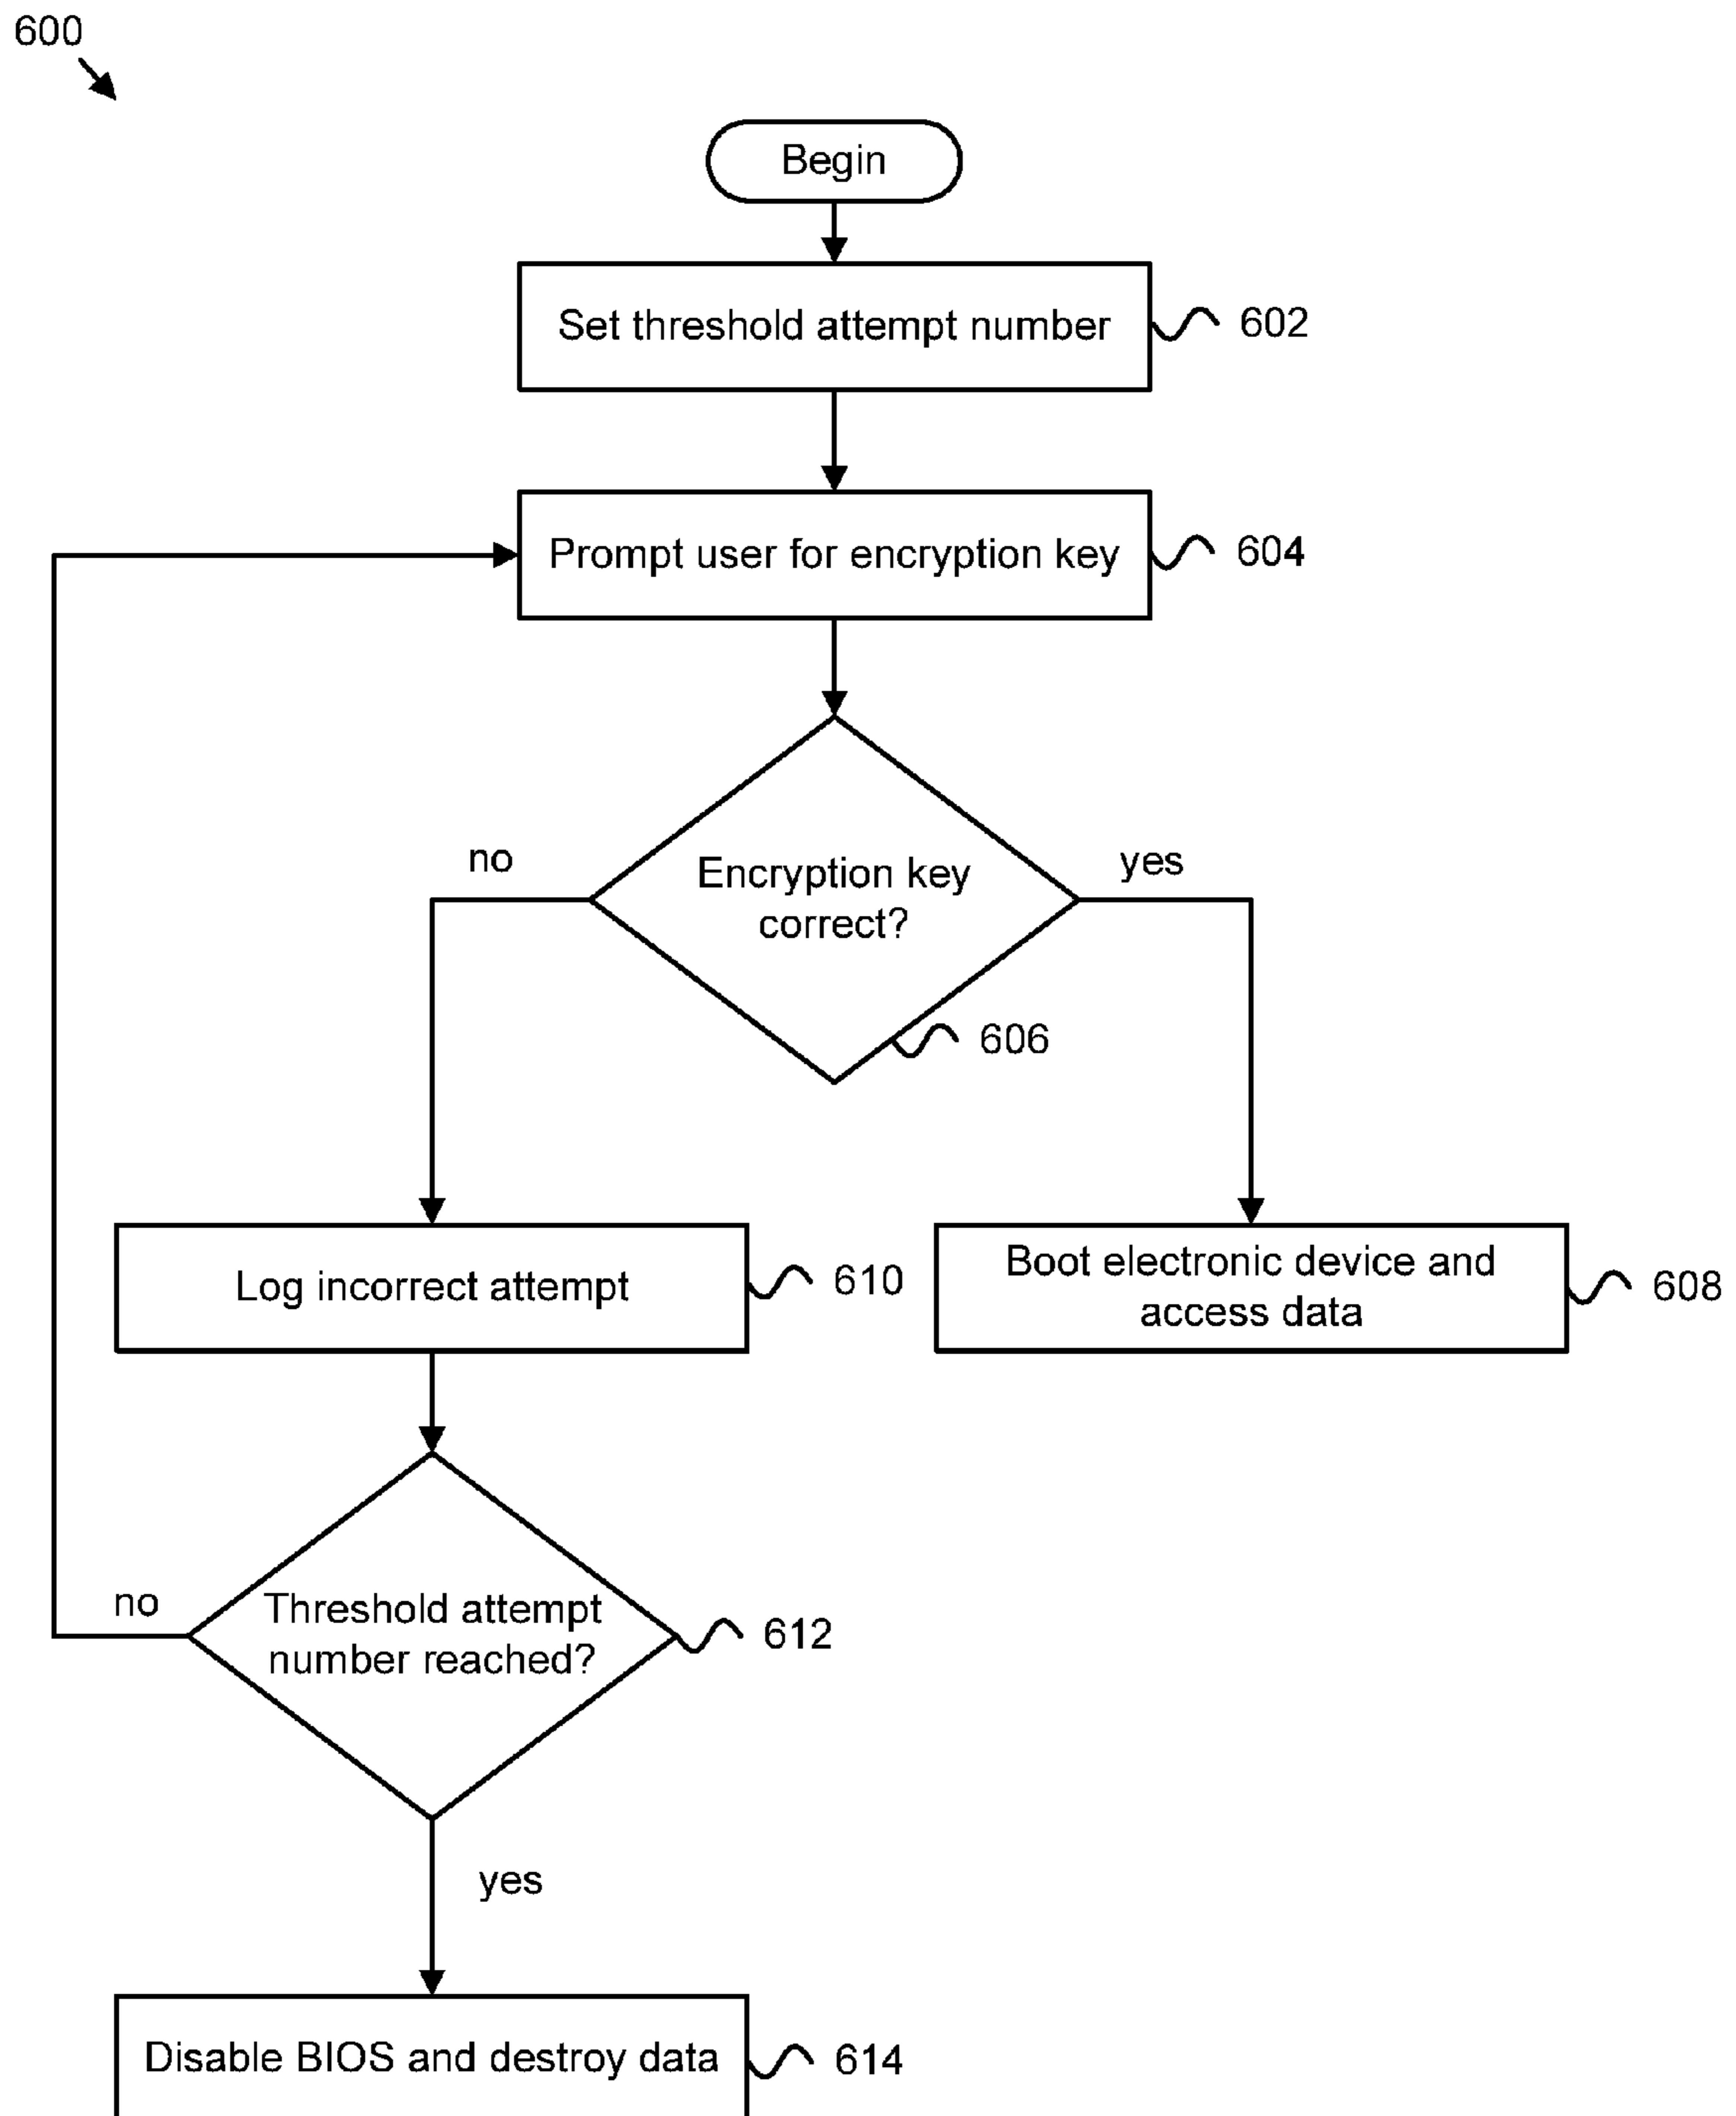 600
Begin
Set threshold attempt number
602
Prompt user for encryption key
604
no
yes
Encryption key
correct?
606
Log incorrect attempt
610
Boot electronic device and
access data
608
no
Threshold attempt
number reached?
612
yes
Disable BIOS and destroy data
614